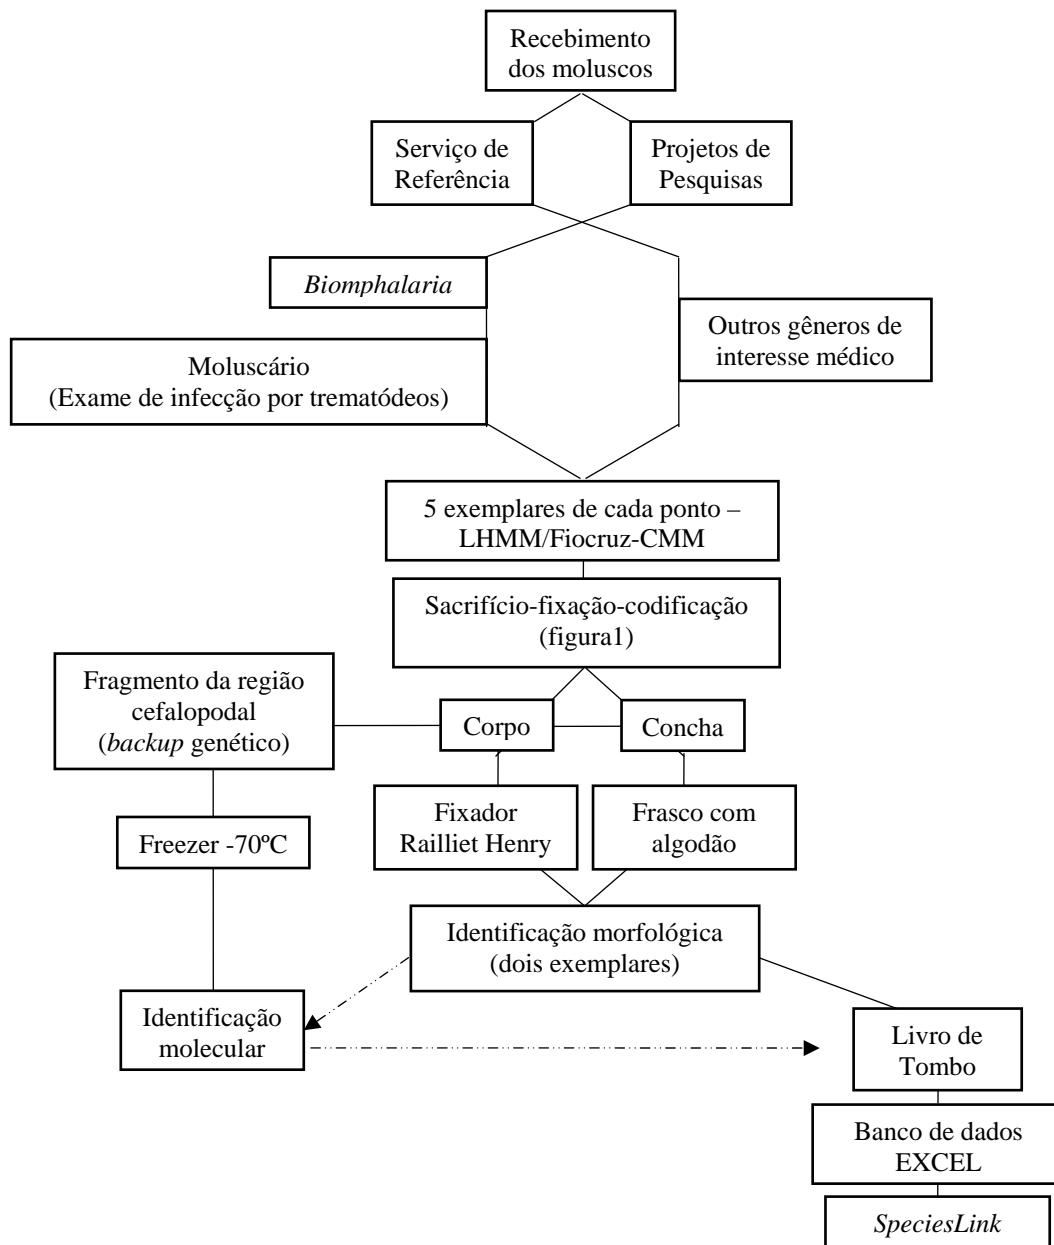 Recebimento
dos moluscos
Serviço de
Referência
Projetos de
Pesquisas
Biomphalaria
Outros gêneros de
interesse médico
Moluscário
(Exame de infecção por trematódeos)
5 exemplares de cada ponto –
LHMM/Fiocruz-CMM
Sacrifício-fixação-codificação
(figura1)
Fragmento da região
cefalopodal
(backup genético)
Corpo
Concha
Freezer -70ºC
Fixador
Railliet Henry
Frasco com
algodão
Identificação morfológica
(dois exemplares)
Identificação
molecular
Livro de
Tombo
Banco de dados
EXCEL
SpeciesLink